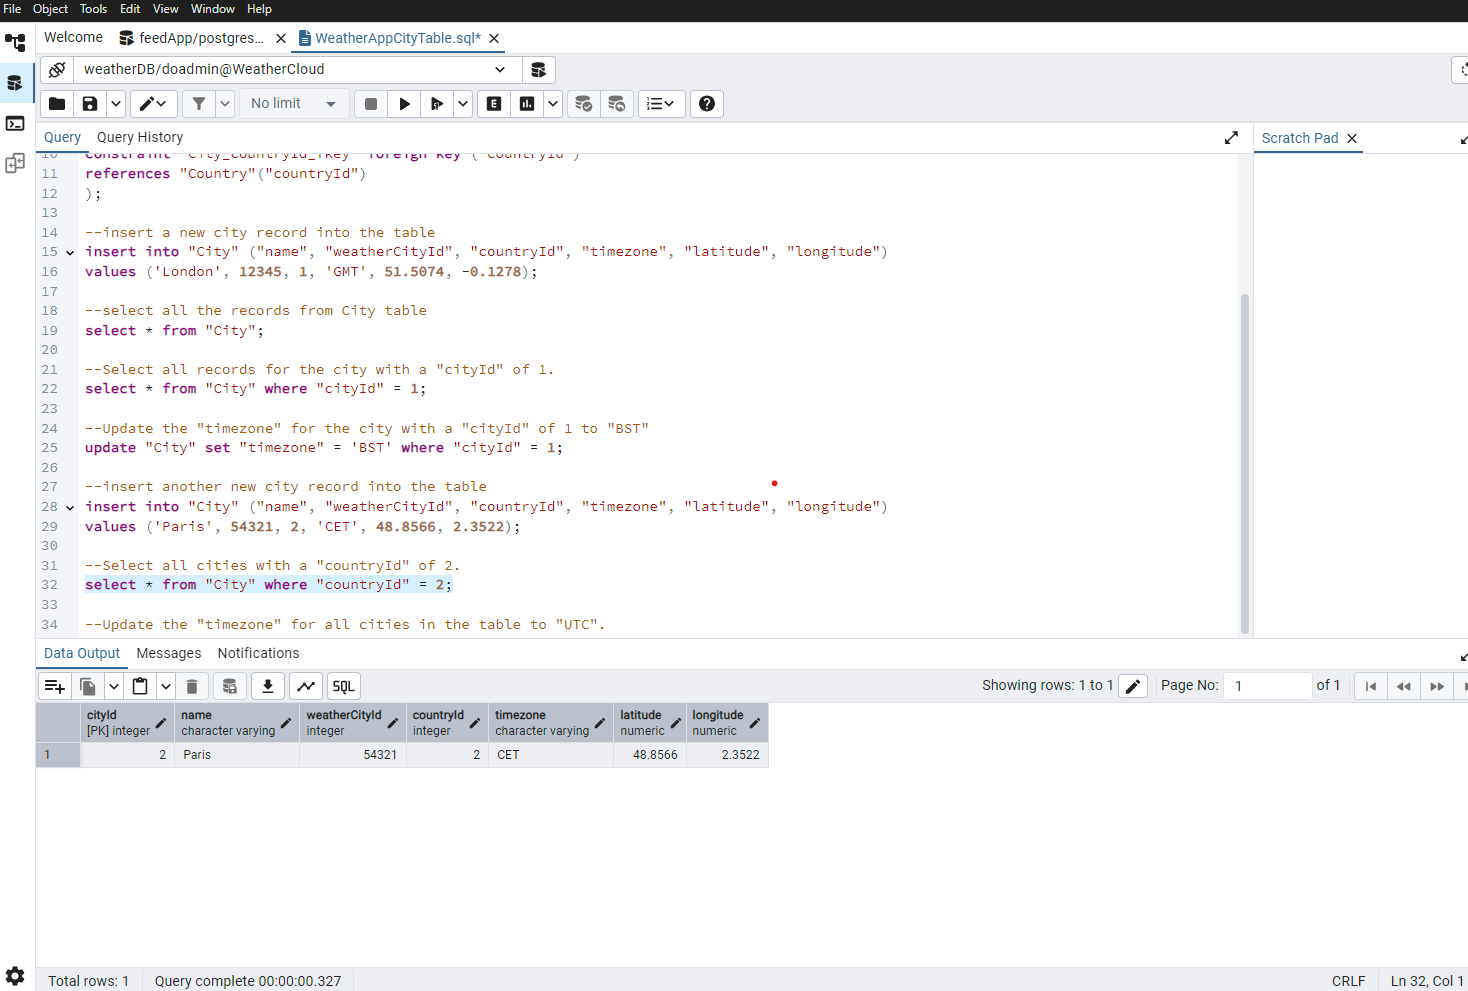 File Object Tools Edit View Window Help
Welcome feedApp/postgres... WeatherAppCityTable.sql*
weatherDB/doadmin@WeatherCloud
No limit
Query Query History Scratch Pad
10 constraint "City_countryId_fkey" foreign key ("countryId")
11 references "Country"("countryId")
12 );
13
14 --insert a new city record into the table
15 insert into "City" ("name", "weatherCityId", "countryId", "timezone", "latitude", "longitude")
16 values ('London', 12345, 1, 'GMT', 51.5074, -0.1278);
17
18 --select all the records from City table
19 select * from "City";
20
21 --Select all records for the city with a "cityId" of 1.
22 select * from "City" where "cityId" = 1;
23
24 --Update the "timezone" for the city with a "cityId" of 1 to "BST"
25 update "City" set "timezone" = 'BST' where "cityId" = 1;
26
27 --insert another new city record into the table
28 insert into "City" ("name", "weatherCityId", "countryId", "timezone", "latitude", "longitude")
29 values ('Paris', 54321, 2, 'CET', 48.8566, 2.3522);
30
31 --Select all cities with a "countryId" of 2.
32 select * from "City" where "countryId" = 2;
33
34 --Update the "timezone" for all cities in the table to "UTC".
Data Output Messages Notifications
SQL Showing rows: 1 to 1 Page No: 1 of 1
cityId name weatherCityId countryId timezone latitude longitude
[PK] integer character varying integer integer character varying numeric numeric
1 2 Paris 54321 2 CET 48.8566 2.3522
Total rows: 1 Query complete 00:00:00.327 CRLF Ln 32, Col 1